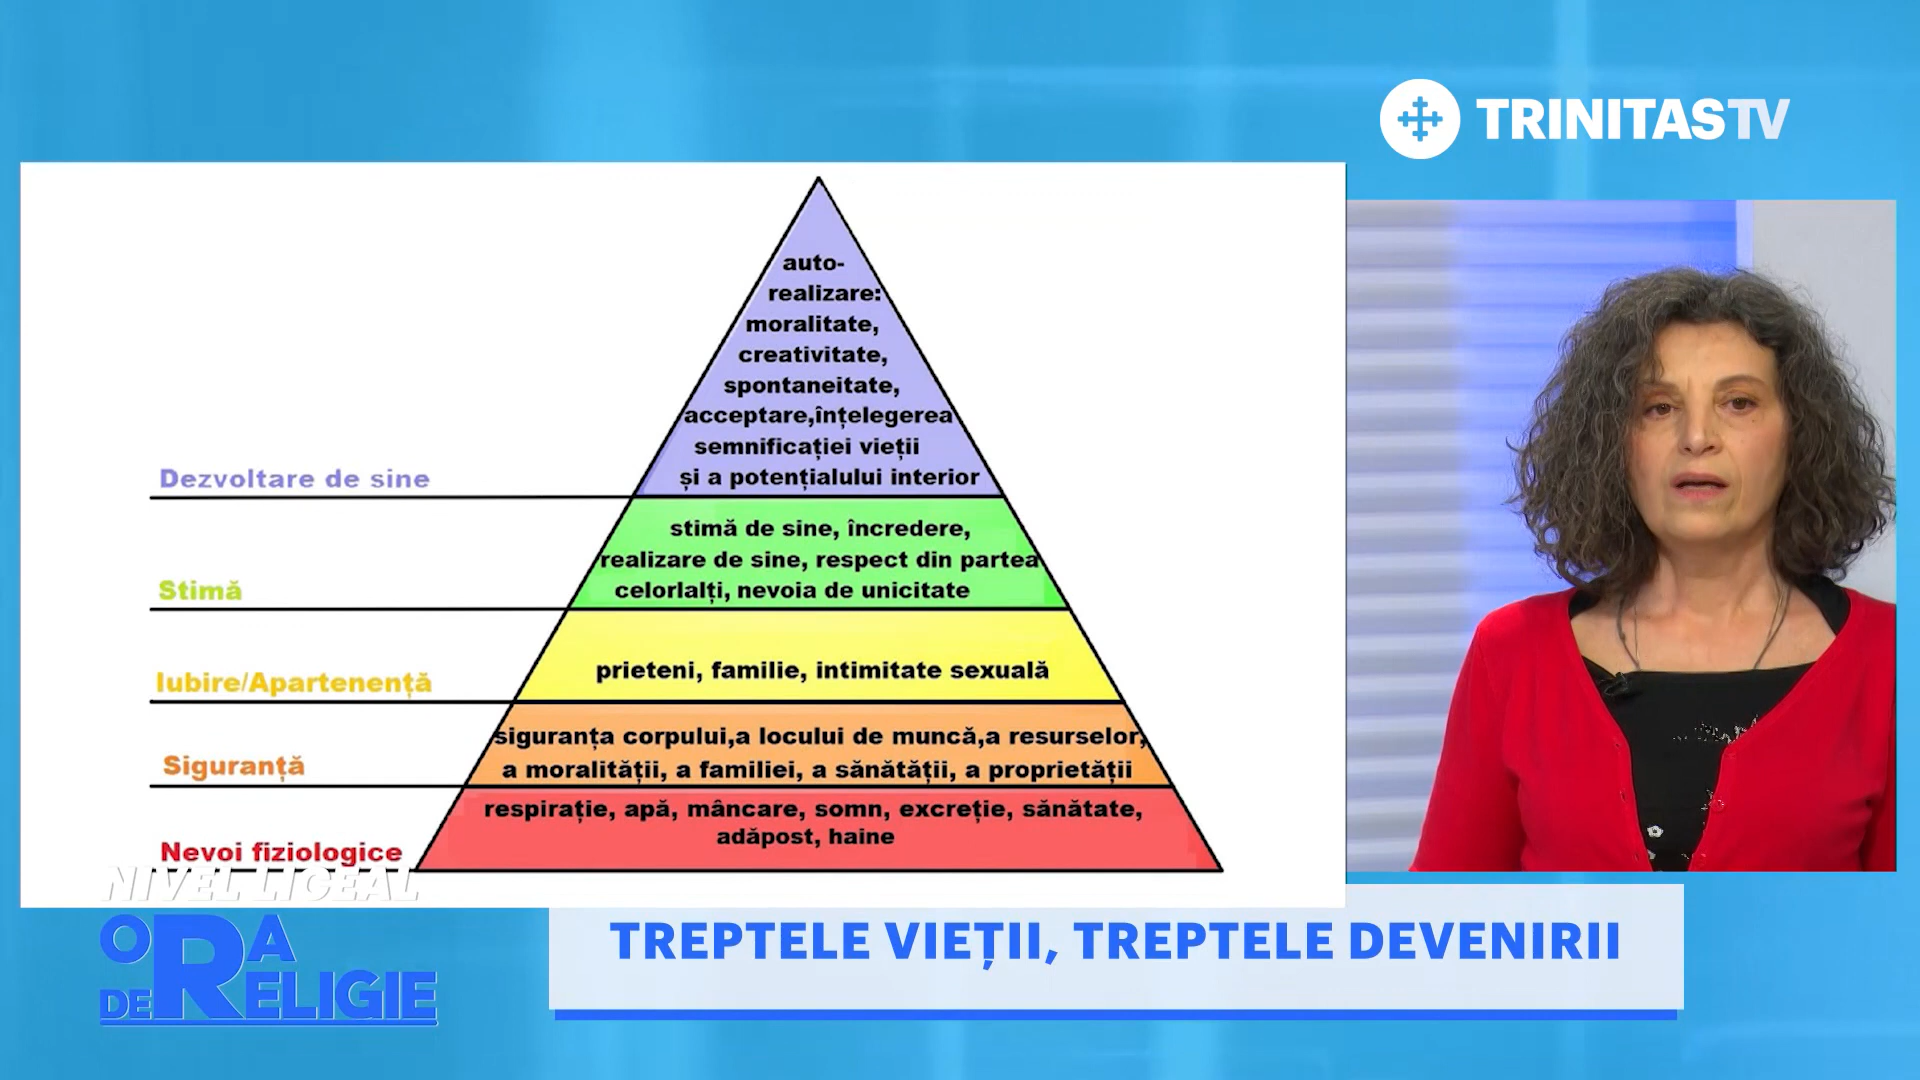 TRINITAS TV
auto-
realizare:
moralitate,
creativitate,
spontaneitate,
acceptare,înțelegerea
semnificației vieții
și a potențialului interior
Dezvoltare de sine
stimă de sine, încredere,
realizare de sine, respect din partea
celorlalți, nevoia de unicitate
Stimă
prieteni, familie, intimitate sexuală
Iubire/Apartenență
siguranța corpului,a locului de muncă,a resurselor,
a moralității, a familiei, a sănătății, a proprietății
Siguranță
respirație, apă, mâncare, somn, excreție, sănătate,
adăpost, haine
Nevoi fiziologice
NIVEL LICEAL
ORA
DE RELIGIE
TREPTELE VIEȚII, TREPTELE DEVENIRII